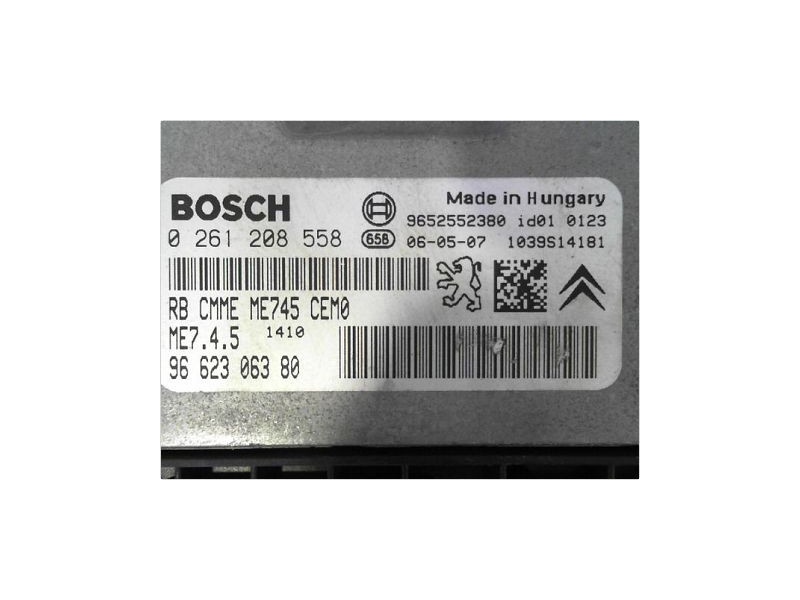 BOSCH
Made in Hungary
9652552380 id01 0123
0 261 208 558
658
06-05-07 1039S14181
RB CMME ME745 CEM0
ME7.4.5 1410
96 623 063 80